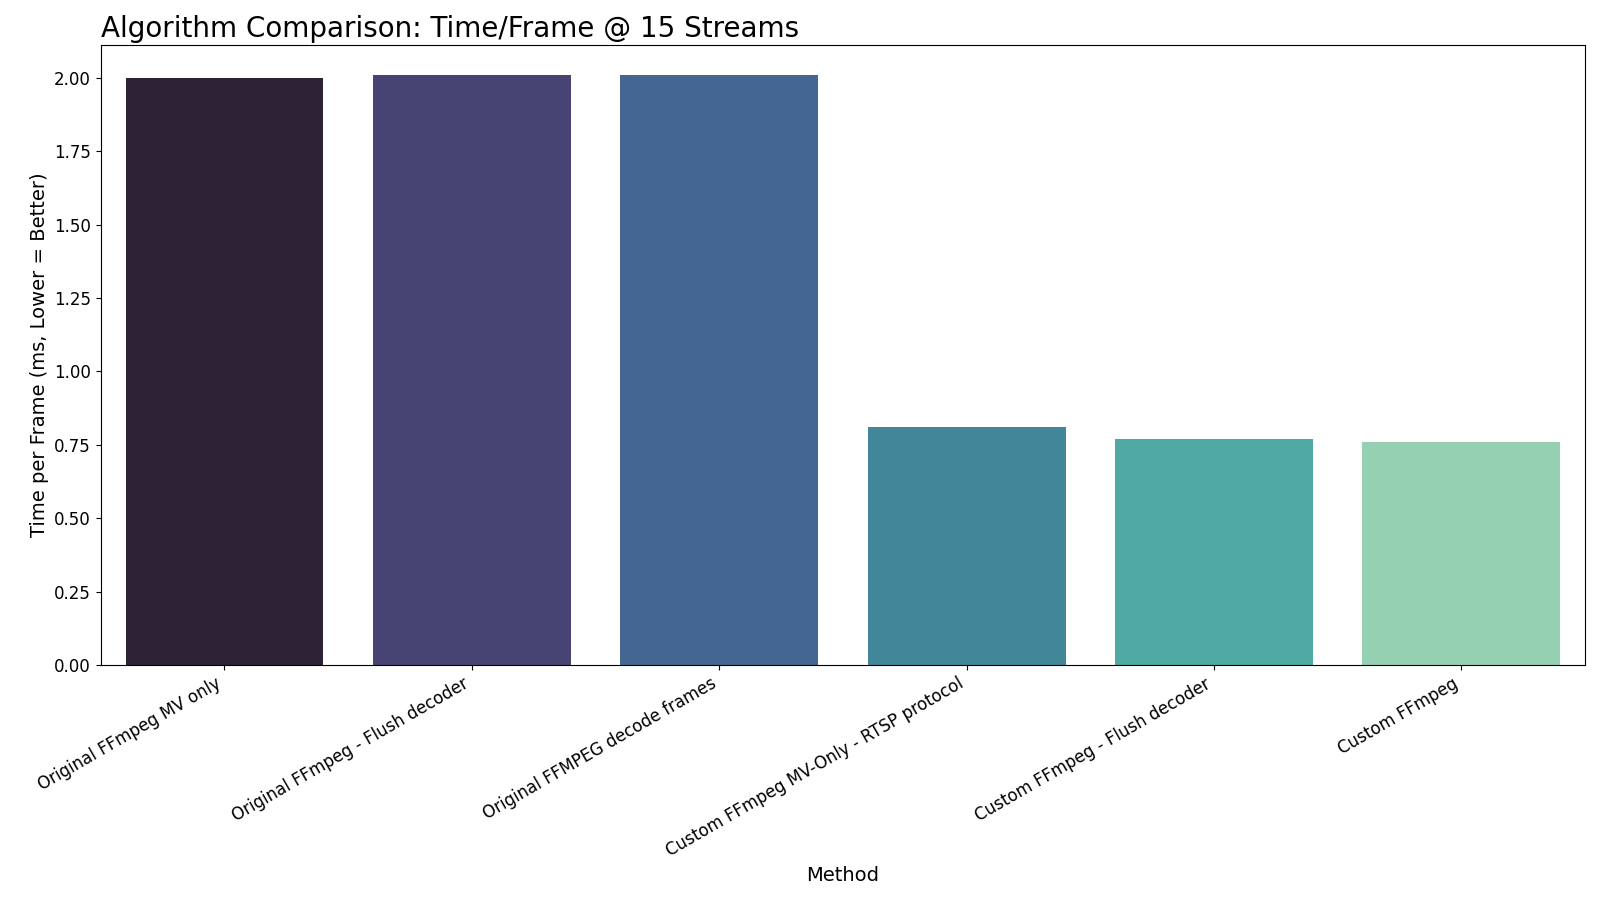 Algorithm Comparison: Time/Frame @ 15 Streams
Time per Frame (ms, Lower = Better)
2.00
1.75
1.50
1.25
1.00
0.75
0.50
0.25
0.00
Original FFmpeg MV only
Original FFmpeg - Flush decoder
Original FFMPEG decode frames
Custom FFmpeg MV-Only - RTSP protocol
Custom FFmpeg - Flush decoder
Custom FFmpeg
Method